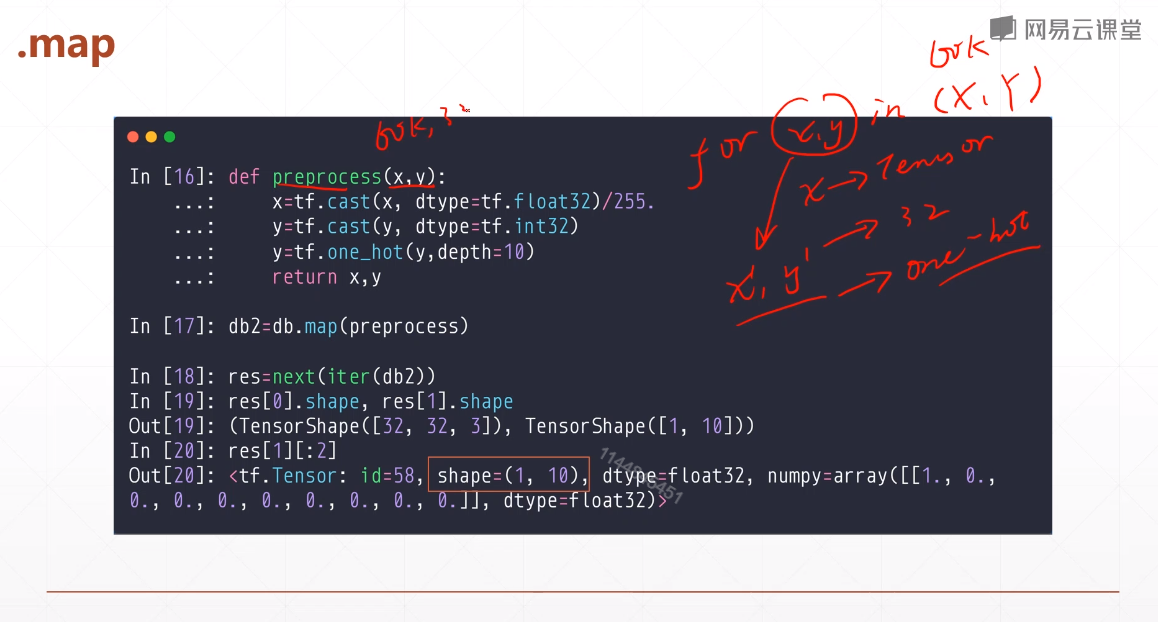 .map
网易云课堂
60k
for x,y in (X,Y)
60k,32
x→Tensor
→32
x', y' → one-hot
In [16]: def preprocess(x,y):
...: x=tf.cast(x, dtype=tf.float32)/255.
...: y=tf.cast(y, dtype=tf.int32)
...: y=tf.one_hot(y,depth=10)
...: return x,y
In [17]: db2=db.map(preprocess)
In [18]: res=next(iter(db2))
In [19]: res[0].shape, res[1].shape
Out[19]: (TensorShape([32, 32, 3]), TensorShape([1, 10]))
In [20]: res[1][:2]
Out[20]: <tf.Tensor: id=58, shape=(1, 10), dtype=float32, numpy=array([[1., 0.,
0., 0., 0., 0., 0., 0., 0., 0.]], dtype=float32)>